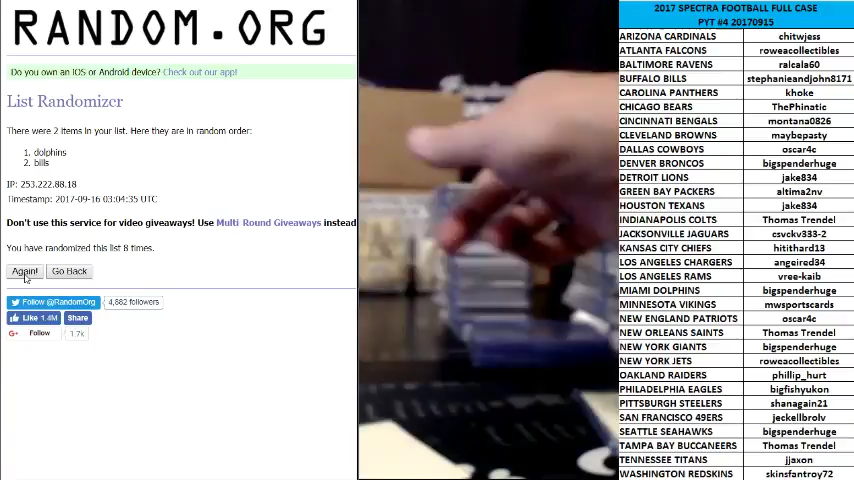 RANDOM.ORG
Do you own an iOS or Android device? Check out our app!
List Randomizer
There were 2 items in your list. Here they are in random order:
1. dolphins
2. bills
IP: 253.222.88.18
Timestamp: 2017-09-16 03:04:35 UTC
Don't use this service for video giveaways! Use Multi Round Giveaways instead
You have randomized this list 8 times.
Again! Go Back
Follow @RandomOrg 4,882 followers
Like 1.4M Share
G+ Follow 1.7k
2017 SPECTRA FOOTBALL FULL CASE
PYT #4 20170915
ARIZONA CARDINALS chitwjess
ATLANTA FALCONS roweacollectibles
BALTIMORE RAVENS ralcala60
BUFFALO BILLS stephanieandjohn8171
CAROLINA PANTHERS khoke
CHICAGO BEARS ThePhinatic
CINCINNATI BENGALS montana0826
CLEVELAND BROWNS maybepasty
DALLAS COWBOYS oscar4c
DENVER BRONCOS bigspenderhuge
DETROIT LIONS jake834
GREEN BAY PACKERS altima2nv
HOUSTON TEXANS jake834
INDIANAPOLIS COLTS Thomas Trendel
JACKSONVILLE JAGUARS csvckv333-2
KANSAS CITY CHIEFS hitithard13
LOS ANGELES CHARGERS angeired34
LOS ANGELES RAMS vree-kaib
MIAMI DOLPHINS bigspenderhuge
MINNESOTA VIKINGS mwsportscards
NEW ENGLAND PATRIOTS oscar4c
NEW ORLEANS SAINTS Thomas Trendel
NEW YORK GIANTS bigspenderhuge
NEW YORK JETS roweacollectibles
OAKLAND RAIDERS phillip_hurt
PHILADELPHIA EAGLES bigfishyukon
PITTSBURGH STEELERS shanagain21
SAN FRANCISCO 49ERS jeckellbrolv
SEATTLE SEAHAWKS bigspenderhuge
TAMPA BAY BUCCANEERS Thomas Trendel
TENNESSEE TITANS jjaxon
WASHINGTON REDSKINS skinsfantroy72